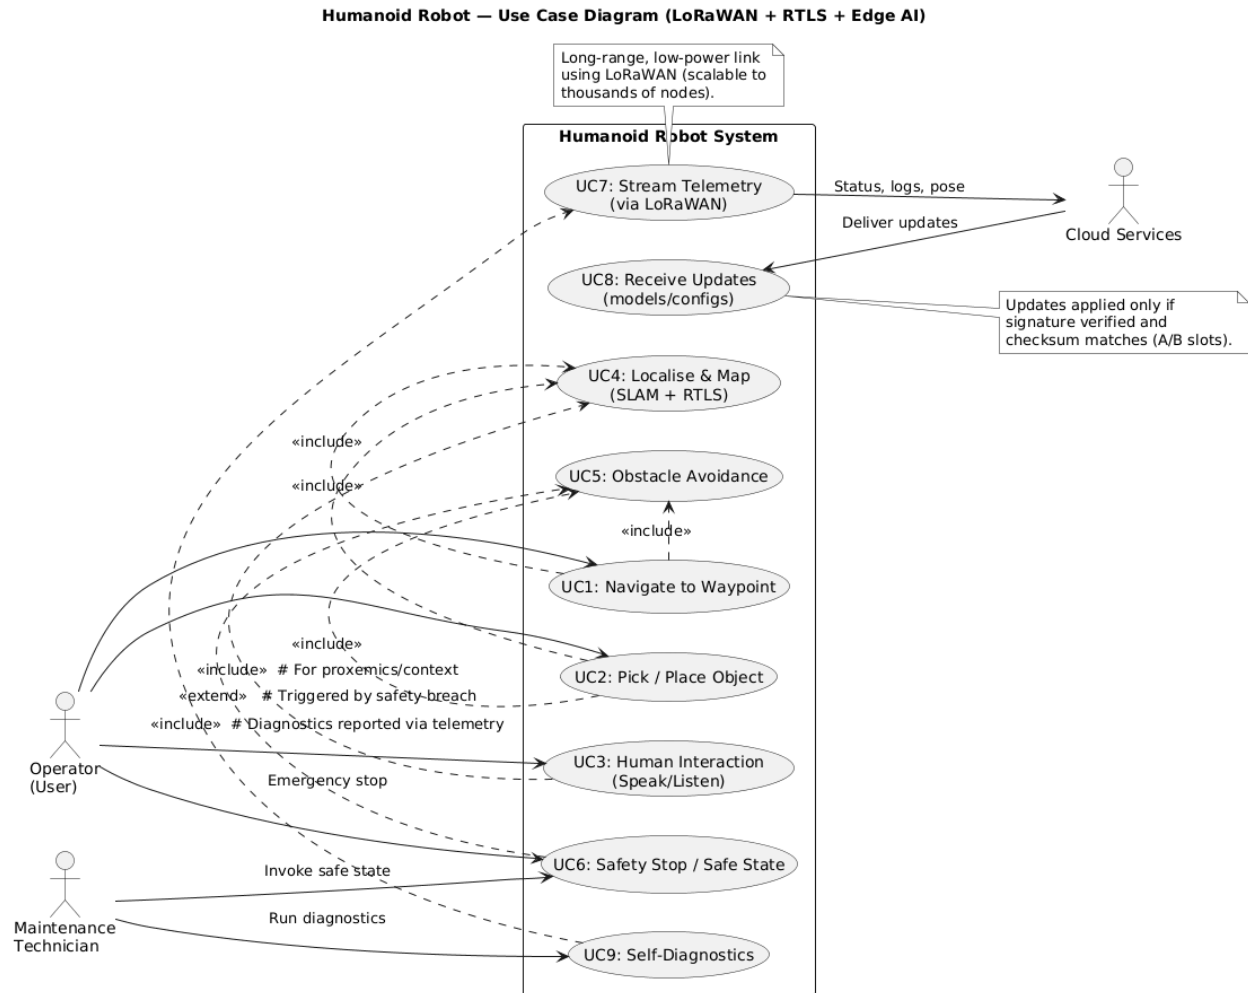 Humanoid Robot — Use Case Diagram (LoRaWAN + RTLS + Edge AI)
Long-range, low-power link
using LoRaWAN (scalable to
thousands of nodes).
Humanoid Robot System
UC7: Stream Telemetry
(via LoRaWAN)
Status, logs, pose
Deliver updates
Cloud Services
UC8: Receive Updates
(models/configs)
Updates applied only if
signature verified and
checksum matches (A/B slots).
UC4: Localise & Map
(SLAM + RTLS)
«include»
«include»
UC5: Obstacle Avoidance
«include»
UC1: Navigate to Waypoint
«include»
«include» # For proxemics/context
«extend» # Triggered by safety breach
«include» # Diagnostics reported via telemetry
UC2: Pick / Place Object
Operator
(User)
UC3: Human Interaction
(Speak/Listen)
Emergency stop
UC6: Safety Stop / Safe State
Invoke safe state
Maintenance
Technician
Run diagnostics
UC9: Self-Diagnostics